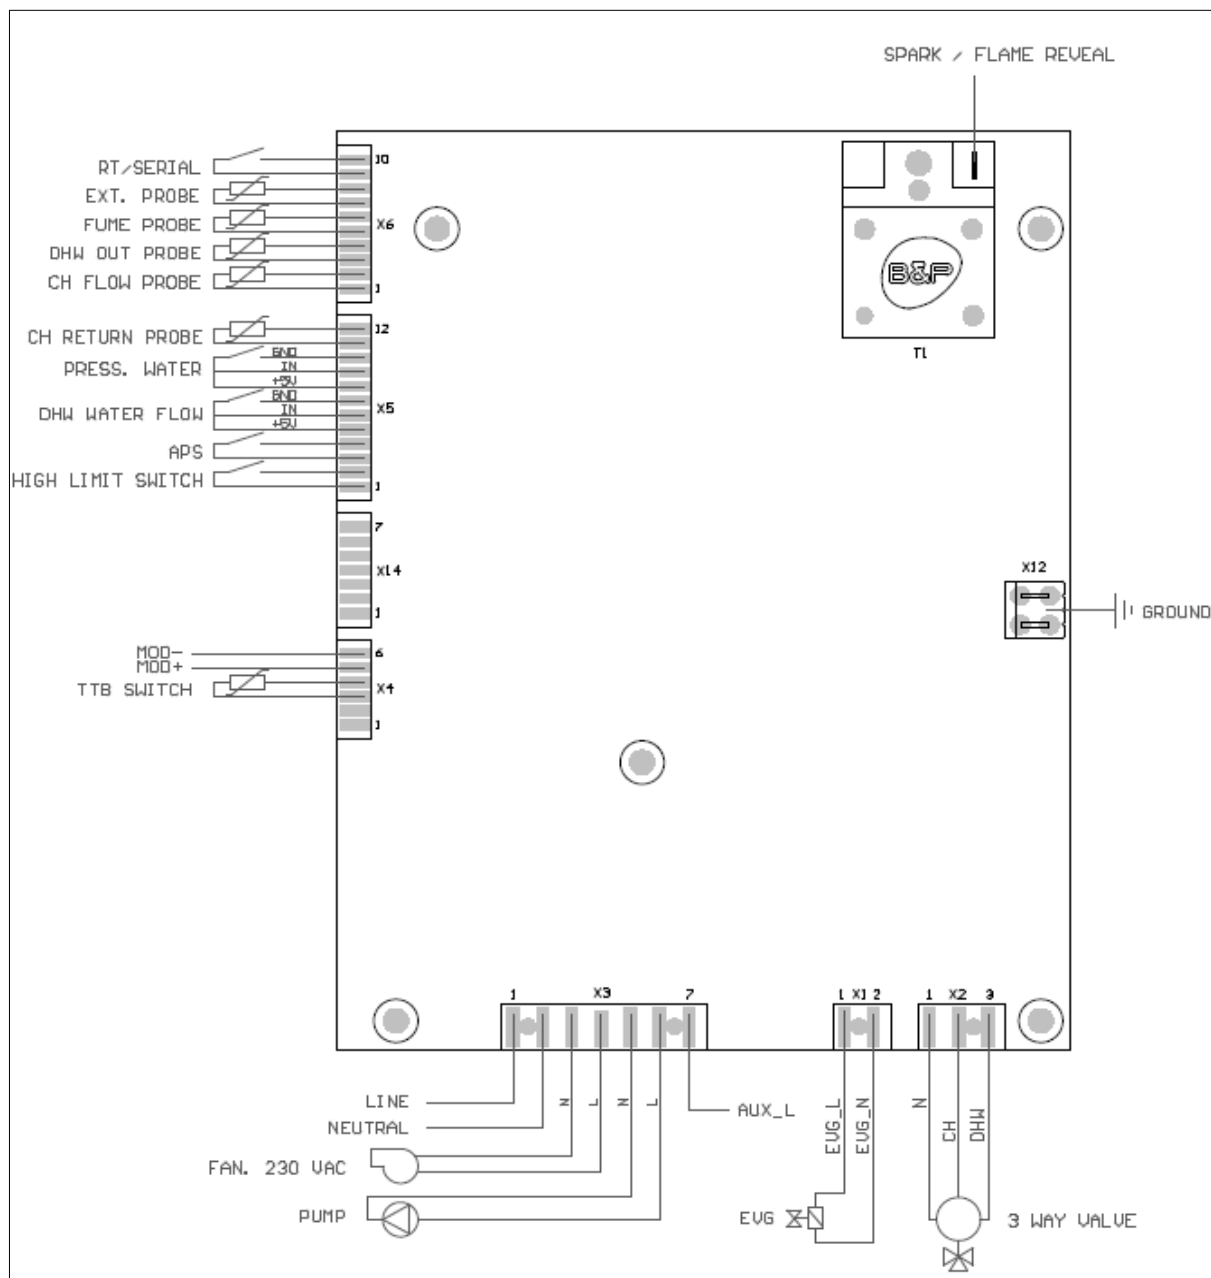 SPARK / FLAME REVEAL
RT/SERIAL
10
EXT. PROBE
FUME PROBE
X6
DHW OUT PROBE
CH FLOW PROBE
1
B&P
T1
CH RETURN PROBE
12
GND
PRESS. WATER
IN
+5V
GND
DHW WATER FLOW
IN
X5
+5V
APS
HIGH LIMIT SWITCH
1
7
X14
1
X12
GROUND
MOD-
6
MOD+
TTB SWITCH
X4
1
1 X3 7
1 X1 2
1 X2 3
LINE
N L N L
AUX_L
NEUTRAL
EVG_L
EVG_N
N
CH
DHW
FAN. 230 VAC
PUMP
EVG
3 WAY VALVE